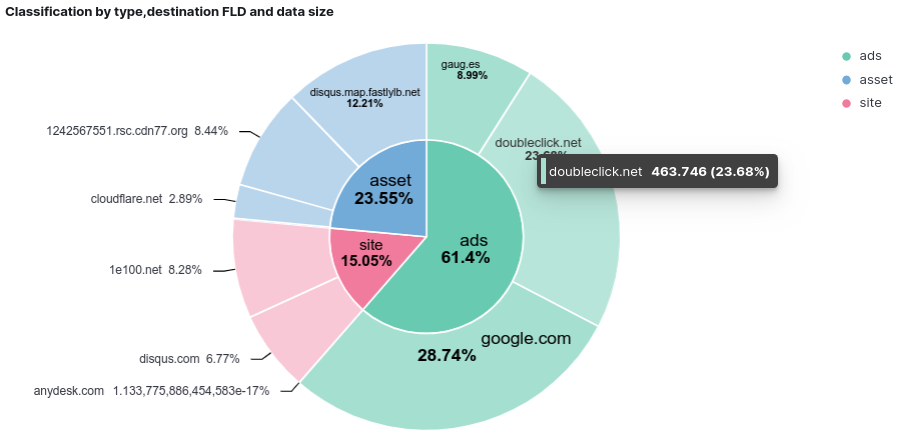 Classification by type,destination FLD and data size
ads
asset
site
gaug.es
8.99%
disqus.map.fastlylb.net
12.21%
1242567551.rsc.cdn77.org 8.44%
doubleclick.net
23.68%
doubleclick.net 463.746 (23.68%)
asset
23.55%
cloudflare.net 2.89%
ads
61.4%
site
15.05%
1e100.net 8.28%
google.com
28.74%
disqus.com 6.77%
anydesk.com 1.133,775,886,454,583e-17%